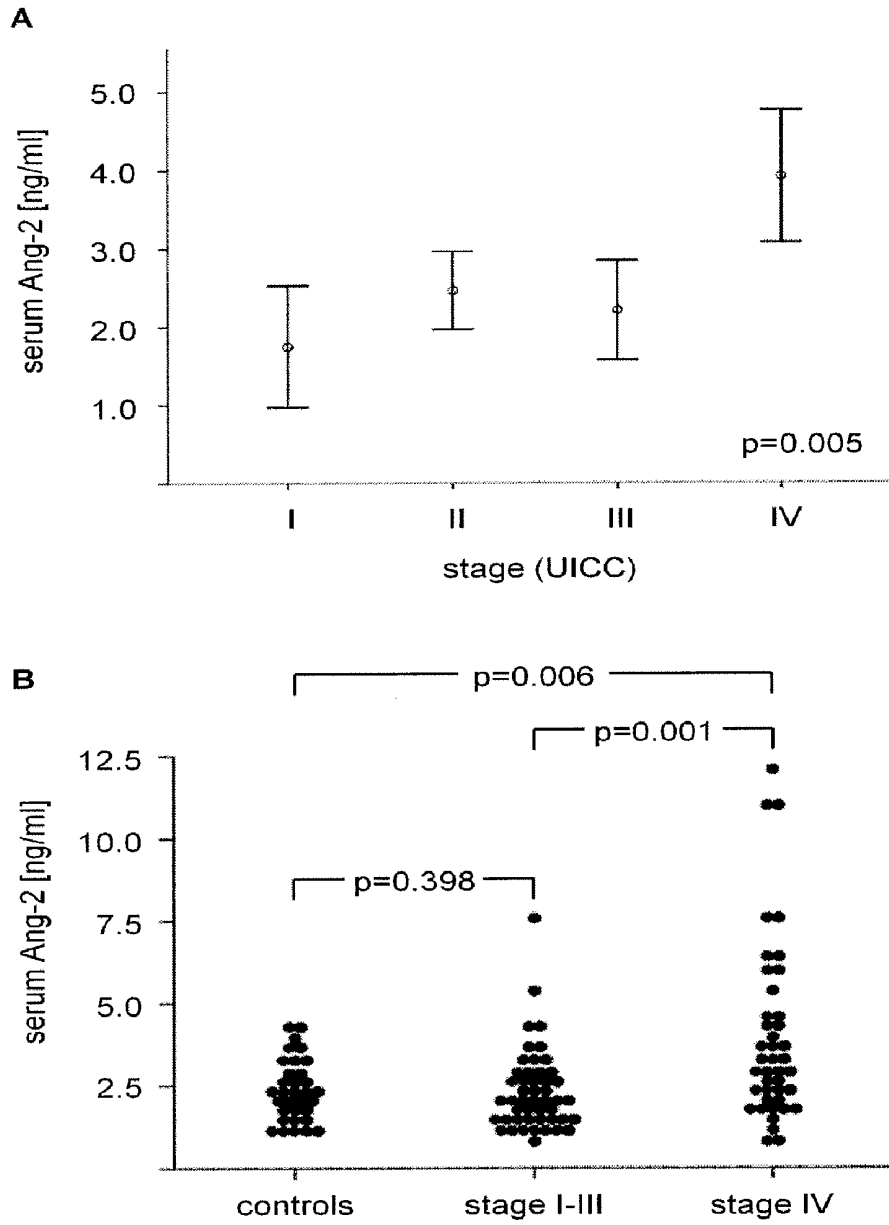 A
serum Ang-2 [ng/ml]
5.0
4.0
3.0
2.0
1.0
p=0.005
I II III IV
stage (UICC)
B
p=0.006
p=0.001
p=0.398
serum Ang-2 [ng/ml]
12.5
10.0
7.5
5.0
2.5
controls stage I-III stage IV